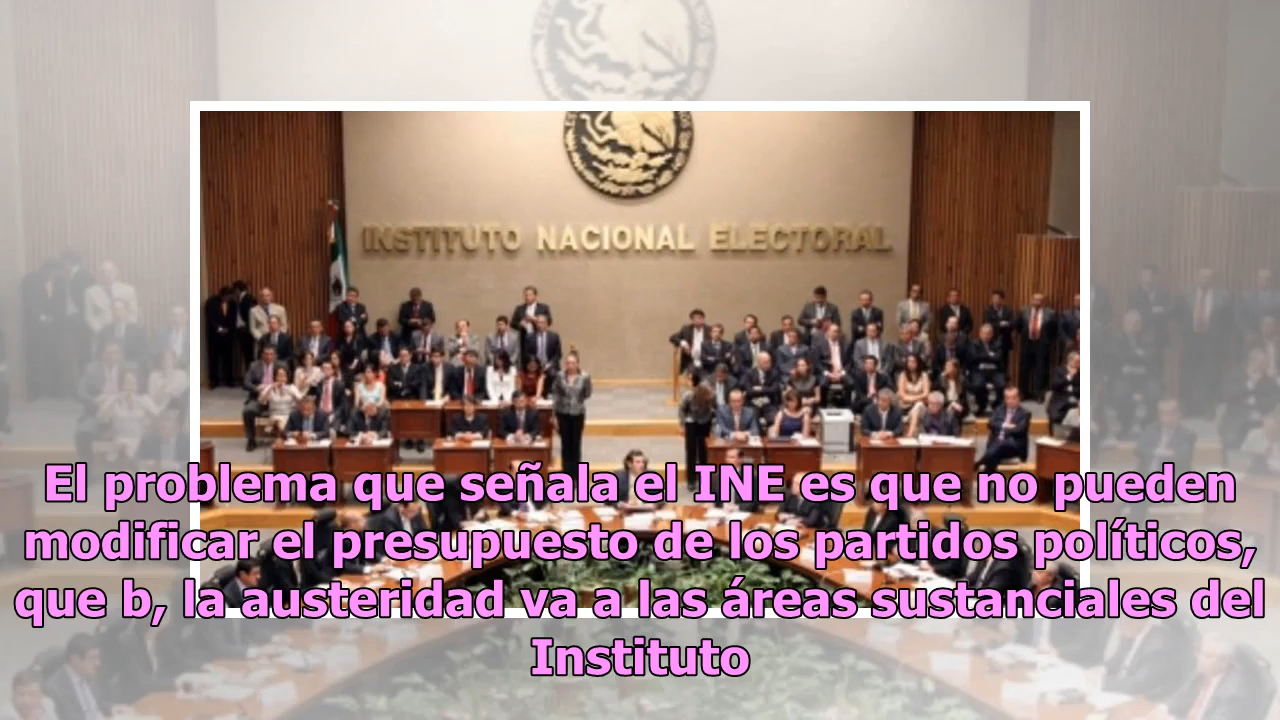 INSTITUTO NACIONAL ELECTORAL
El problema que señala el INE es que no pueden
modificar el presupuesto de los partidos políticos,
que b, la austeridad va a las áreas sustanciales del
Instituto